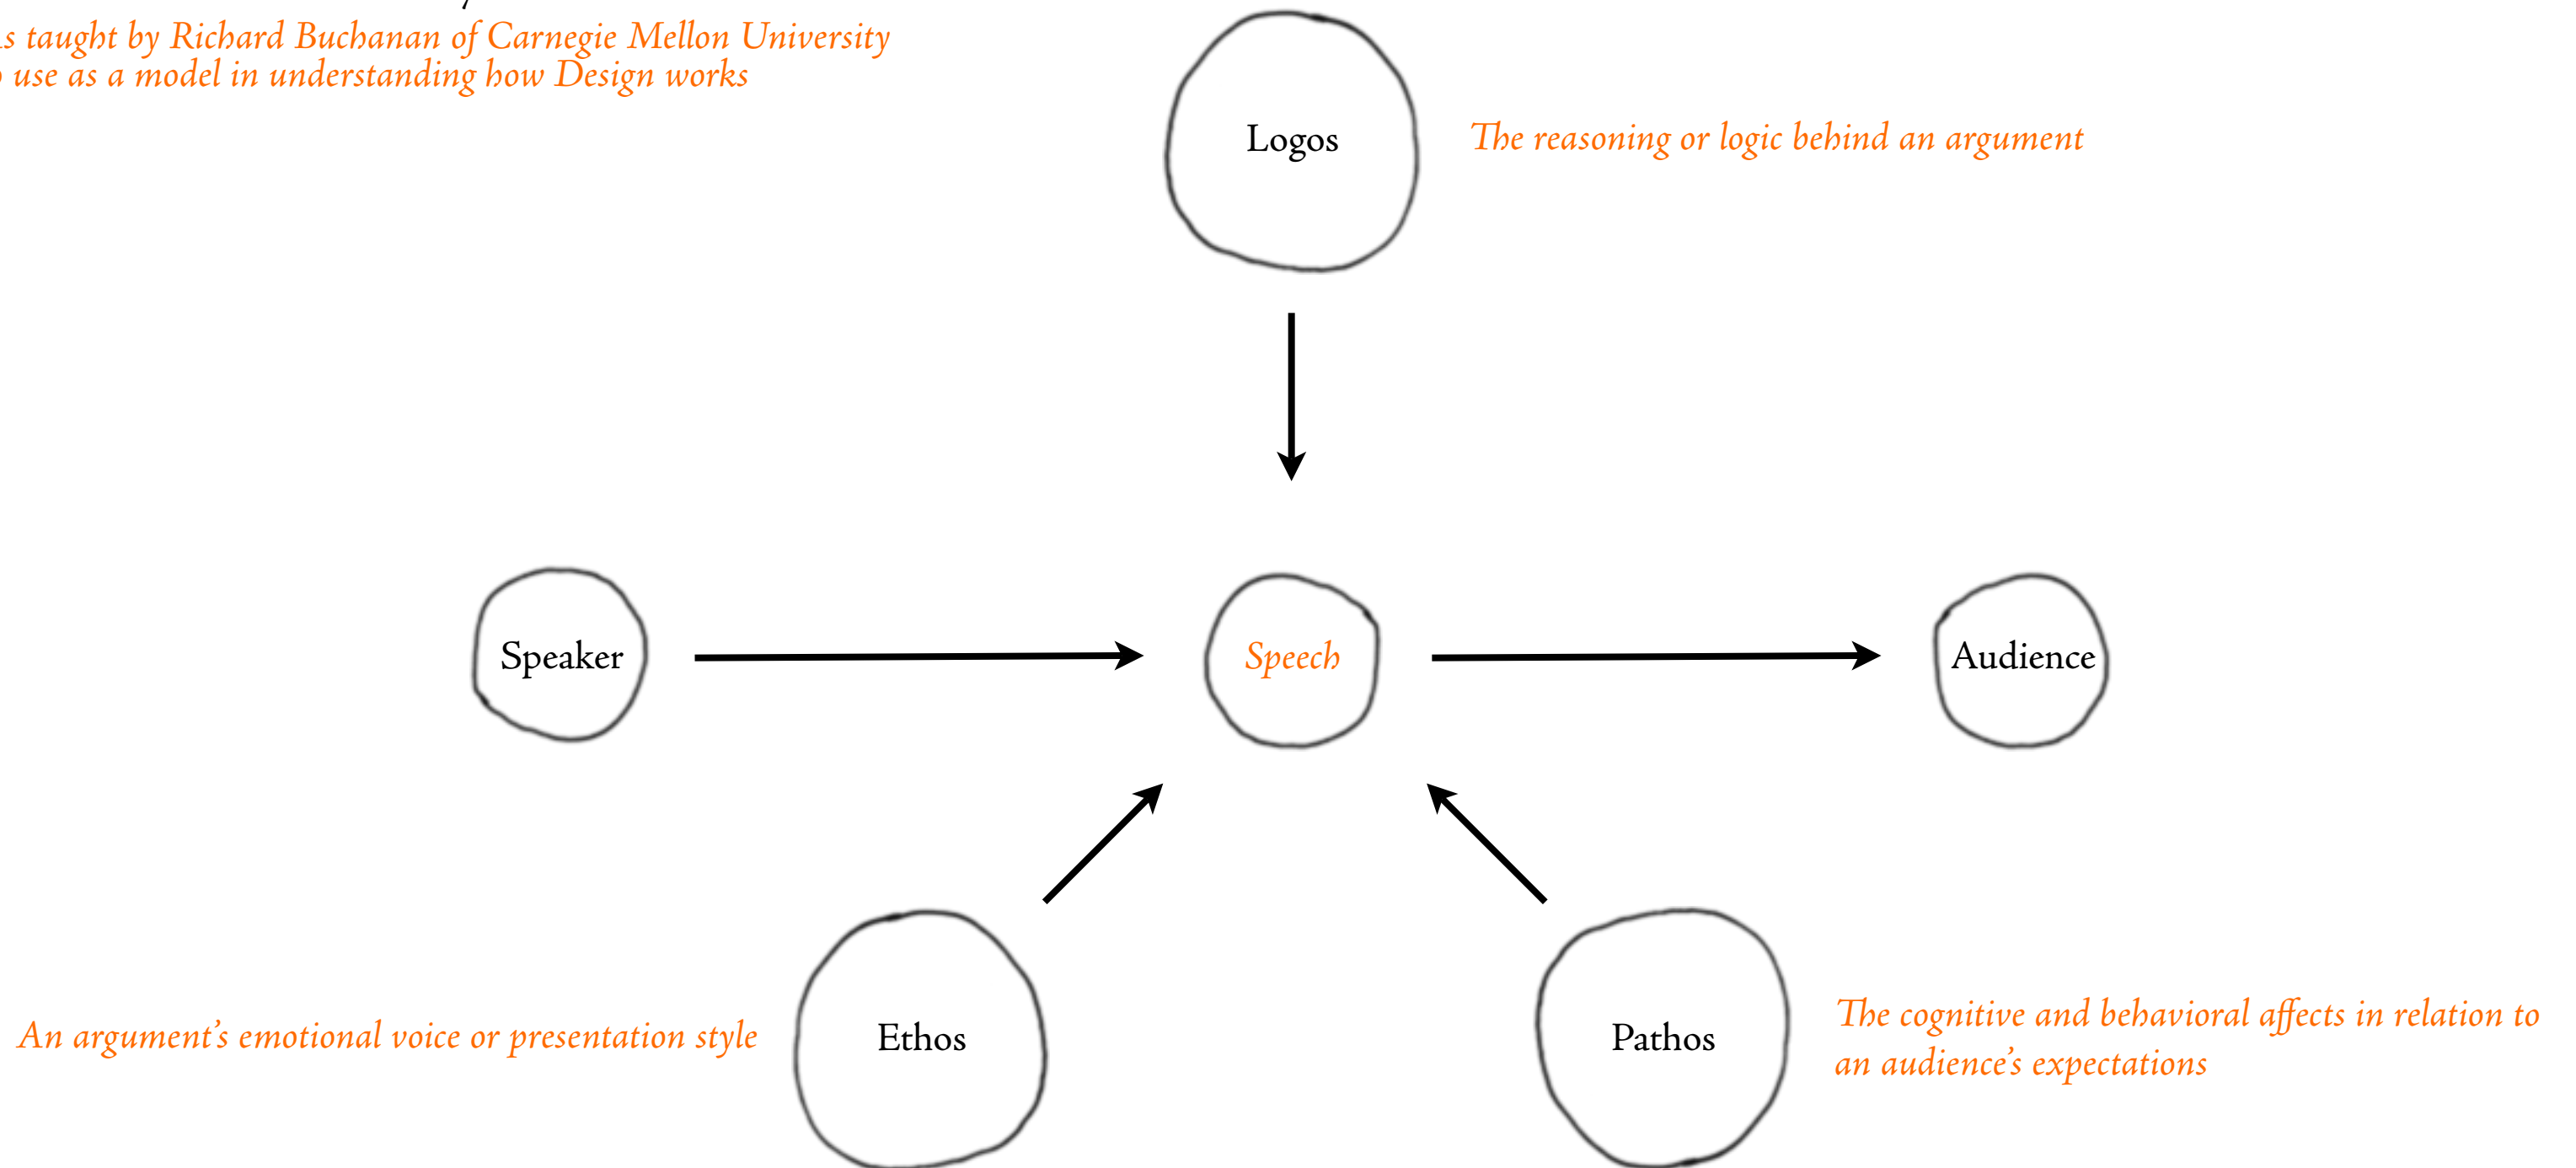 s taught by Richard Buchanan of Carnegie Mellon University
use as a model in understanding how Design works
Logos
The reasoning or logic behind an argument
Speaker
Speech
Audience
An argument’s emotional voice or presentation style
Ethos
Pathos
The cognitive and behavioral affects in relation to
an audience’s expectations